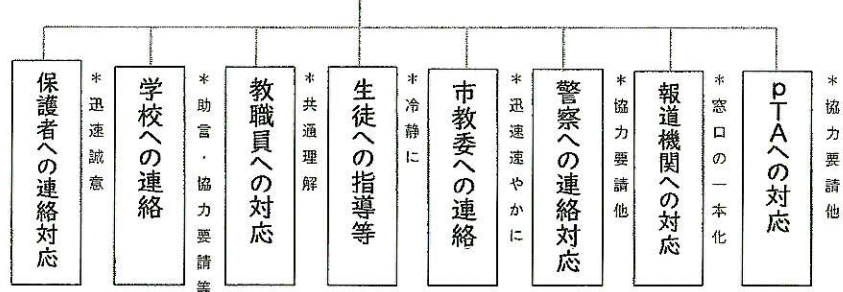 *協力要請他
pTAへの対応
*窓口の一本化
報道機関への対応
*協力要請他
警察への連絡対応
*迅速速やかに
市教委への連絡
*冷静に
生徒への指導等
*共通理解
教職員への対応
*助言・協力要請等
学校への連絡
*迅速誠意
保護者への連絡対応